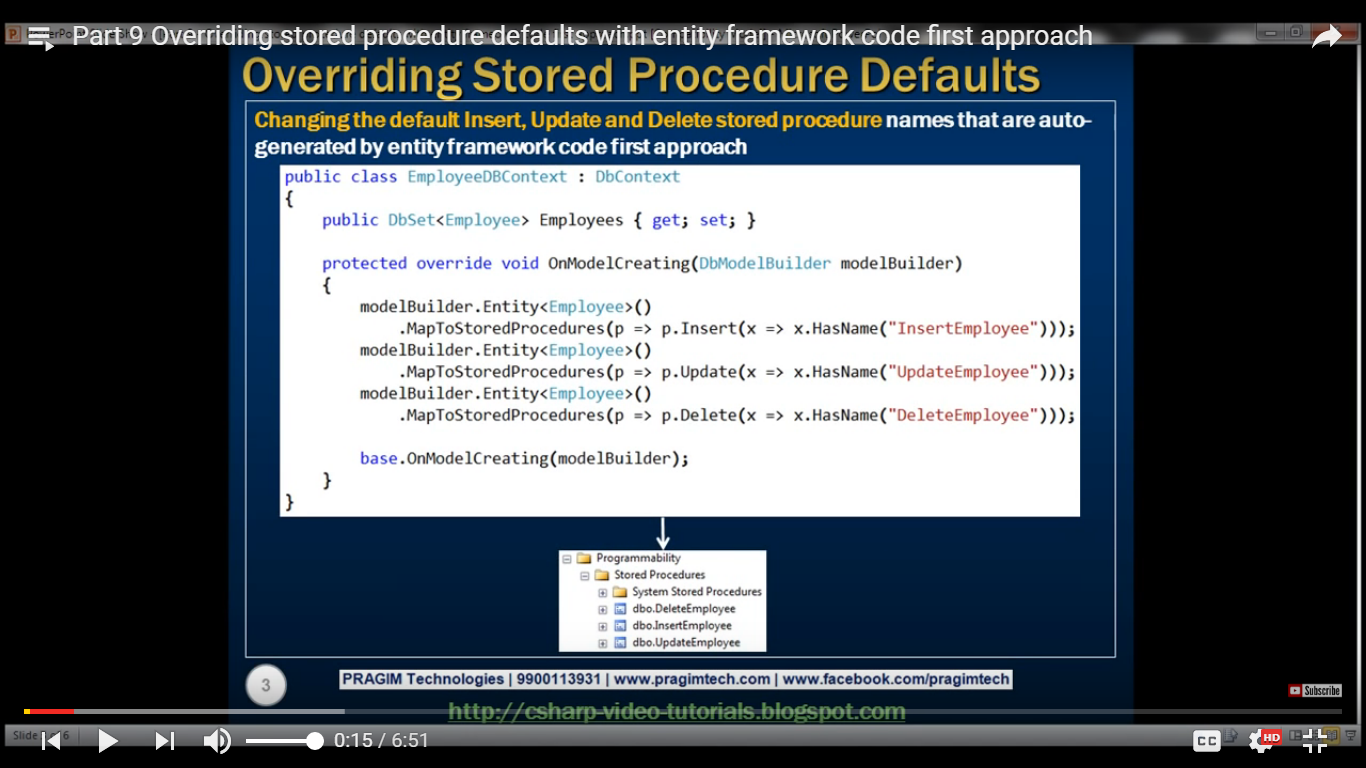 Part 9 Overriding stored procedure defaults with entity framework code first approach
Overriding Stored Procedure Defaults
Changing the default Insert, Update and Delete stored procedure names that are auto-
generated by entity framework code first approach
public class EmployeeDBContext : DbContext
{
    public DbSet<Employee> Employees { get; set; }
    protected override void OnModelCreating(DbModelBuilder modelBuilder)
    {
        modelBuilder.Entity<Employee>()
            .MapToStoredProcedures(p => p.Insert(x => x.HasName("InsertEmployee")));
        modelBuilder.Entity<Employee>()
            .MapToStoredProcedures(p => p.Update(x => x.HasName("UpdateEmployee")));
        modelBuilder.Entity<Employee>()
            .MapToStoredProcedures(p => p.Delete(x => x.HasName("DeleteEmployee")));
        base.OnModelCreating(modelBuilder);
    }
}
Programmability
Stored Procedures
System Stored Procedures
dbo.DeleteEmployee
dbo.InsertEmployee
dbo.UpdateEmployee
3
PRAGIM Technologies | 9900113931 | www.pragimtech.com | www.facebook.com/pragimtech
Subscribe
http://csharp-video-tutorials.blogspot.com
Slide 6
0:15 / 6:51
CC
HD